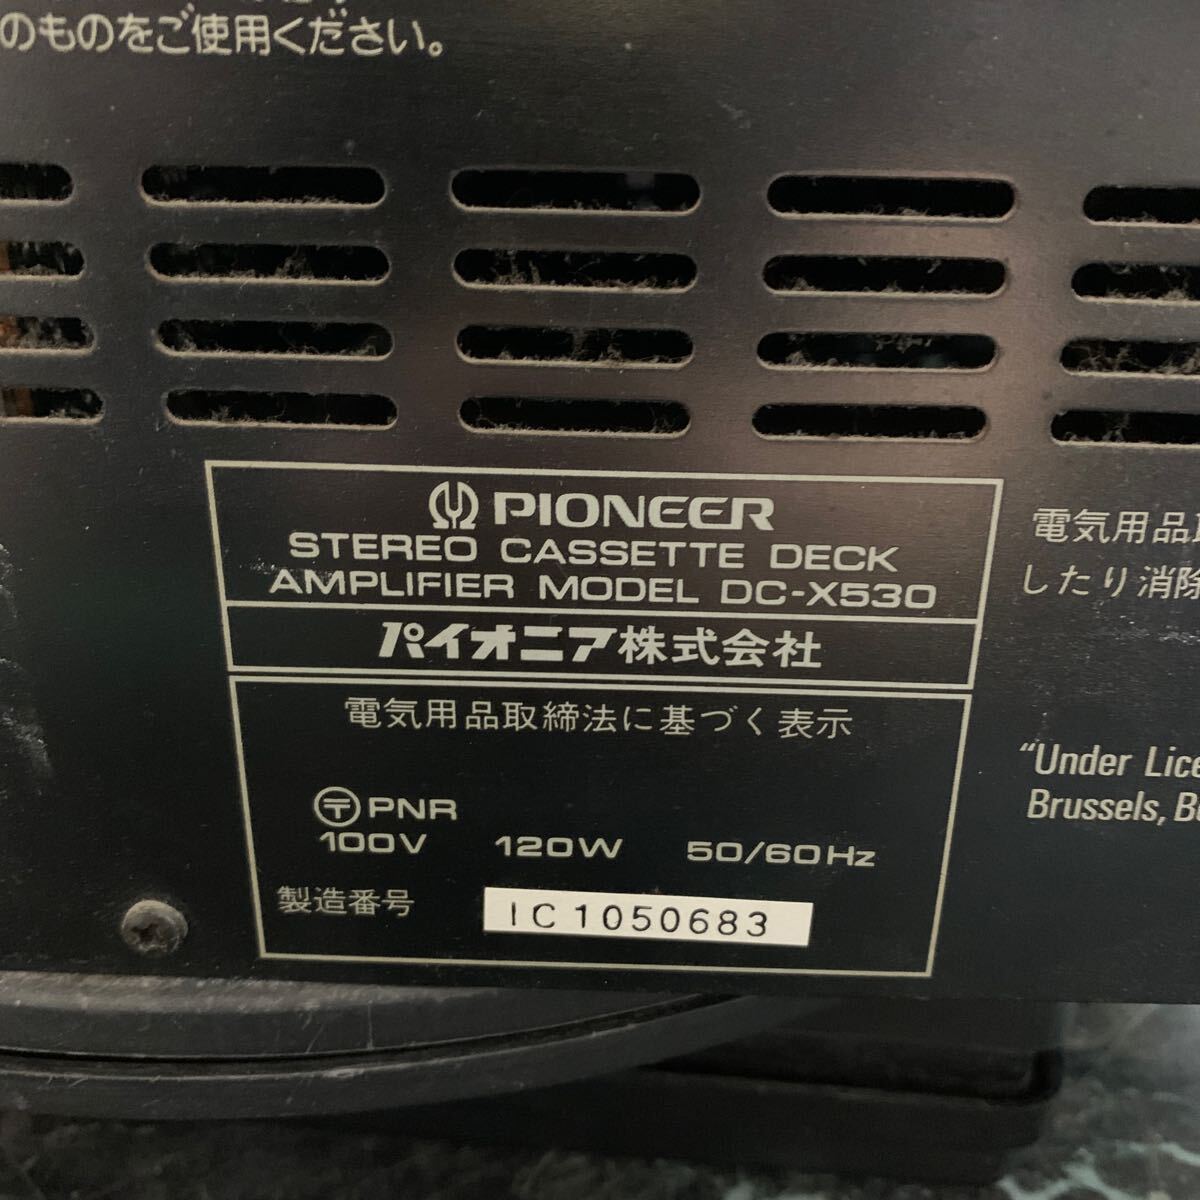 のものをご使用ください。
PIONEER
STEREO CASSETTE DECK
AMPLIFIER MODEL DC-X530
パイオニア株式会社
電気用品取締法に基づく表示
〒PNR
100V 120W 50/60Hz
製造番号 IC1050683
電気用品
したり消除
“Under
Brussels,